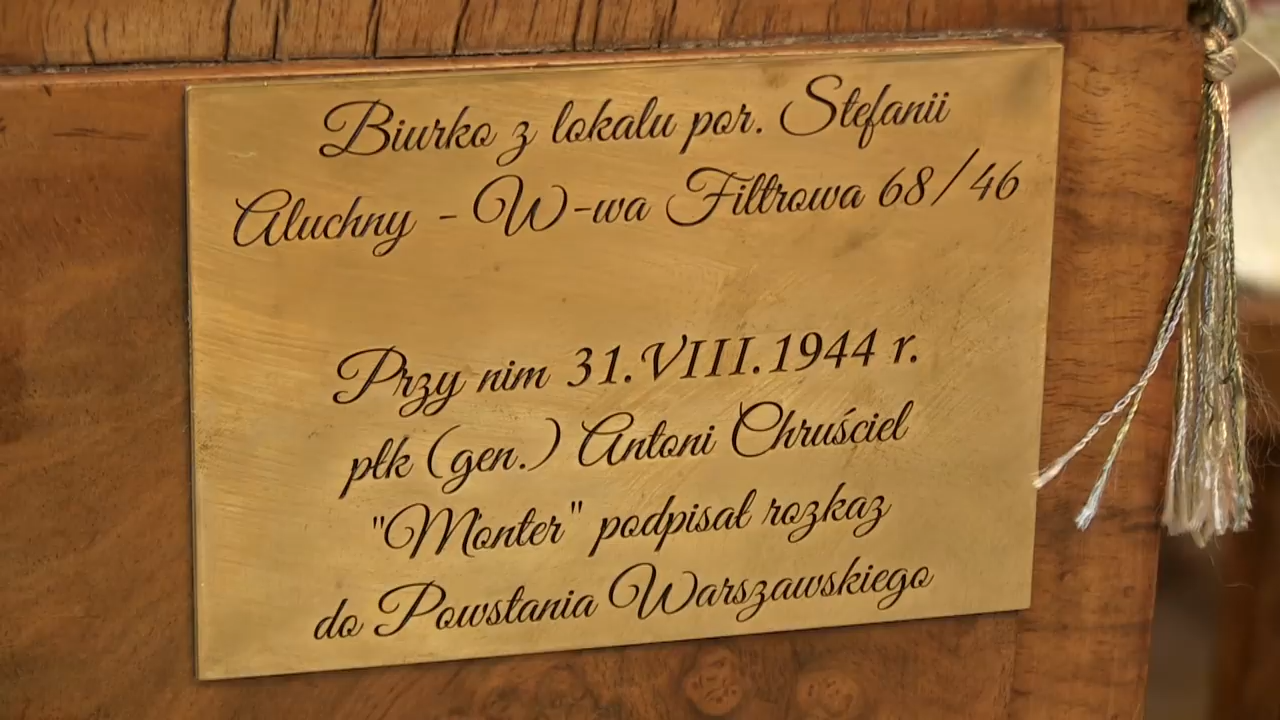 Biurko z lokalu por. Stefanii
Aluchny - W-wa Filtrowa 68/46
Przy nim 31.VIII.1944 r.
płk (gen.) Antoni Chruściel
"Monter" podpisał rozkaz
do Powstania Warszawskiego